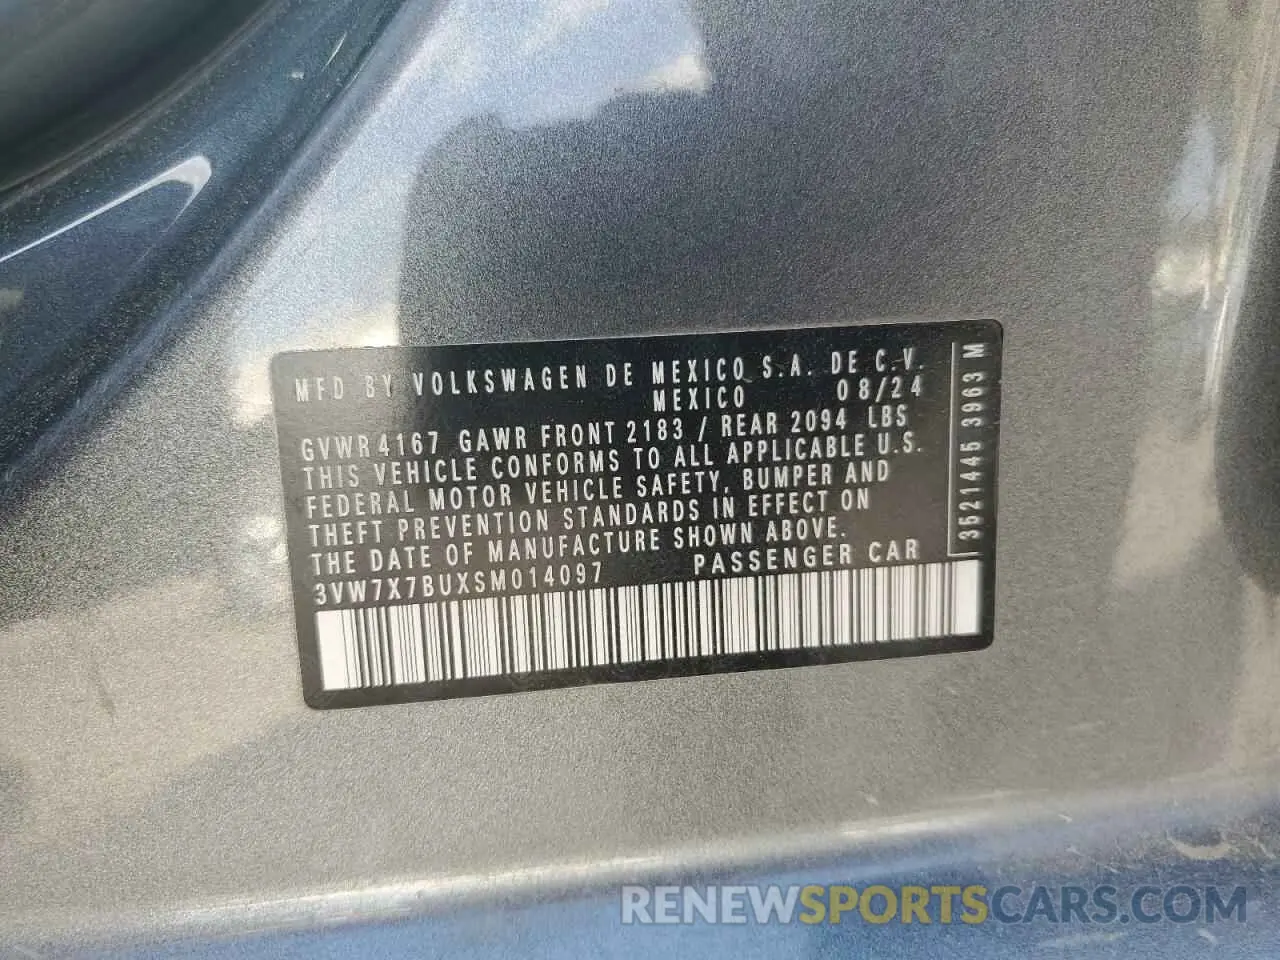 MFD BY VOLKSWAGEN DE MEXICO S.A. DE C.V.
MEXICO 08/24
GVWR 4167 GAWR FRONT 2183 / REAR 2094 LBS
THIS VEHICLE CONFORMS TO ALL APPLICABLE U.S.
FEDERAL MOTOR VEHICLE SAFETY, BUMPER AND
THEFT PREVENTION STANDARDS IN EFFECT ON
THE DATE OF MANUFACTURE SHOWN ABOVE.
3VW7X7BUXSM014097 PASSENGER CAR
3521445 3963 M
RENEWSPORTSCARS.COM